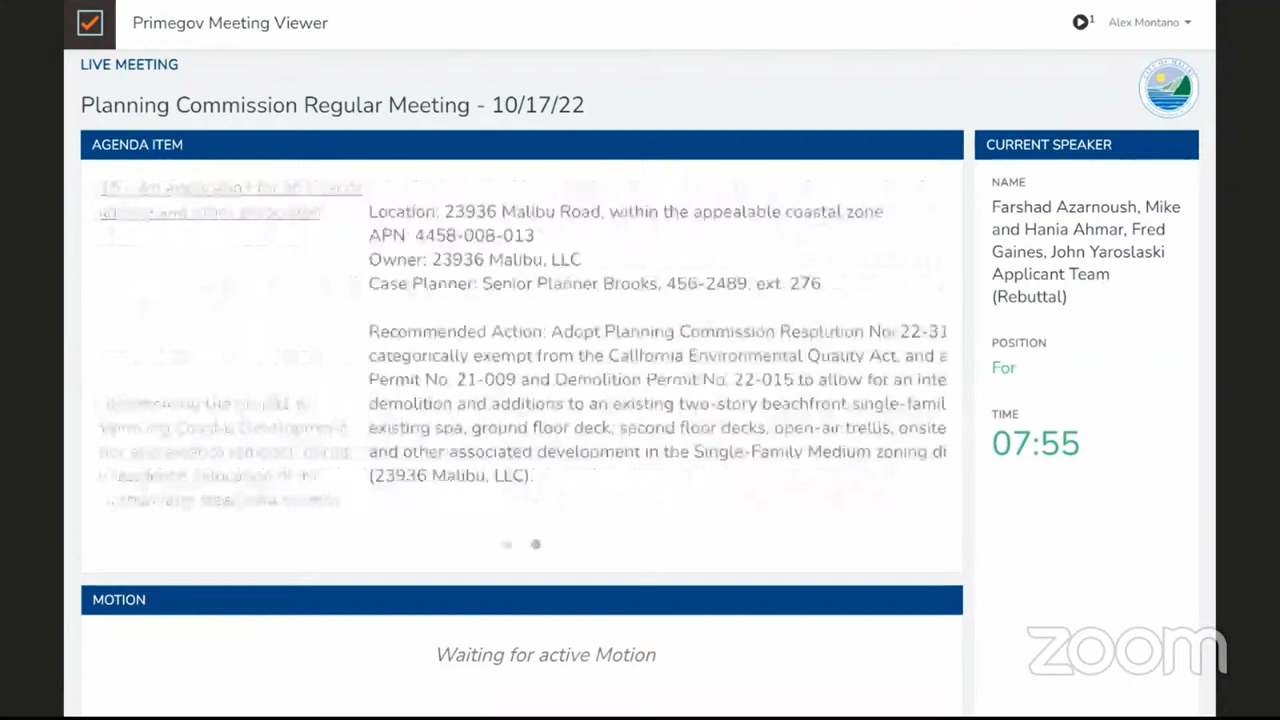 Primegov Meeting Viewer
1
Alex Montano
LIVE MEETING
Planning Commission Regular Meeting - 10/17/22
AGENDA ITEM
Location: 23936 Malibu Road, within the appealable coastal zone
APN: 4458-008-013
Owner: 23936 Malibu, LLC
Case Planner: Senior Planner Brooks, 456-2489, ext. 276
Recommended Action: Adopt Planning Commission Resolution No. 22-31
categorically exempt from the California Environmental Quality Act, and a
Permit No. 21-009 and Demolition Permit No. 22-015 to allow for an inte
demolition and additions to an existing two-story beachfront single-famil
existing spa, ground floor deck, second floor decks, open-air trellis, onsite
and other associated development in the Single-Family Medium zoning di
(23936 Malibu, LLC).
MOTION
Waiting for active Motion
CURRENT SPEAKER
NAME
Farshad Azarnoush, Mike
and Hania Ahmar, Fred
Gaines, John Yaroslaski
Applicant Team
(Rebuttal)
POSITION
For
TIME
07:55
zoom